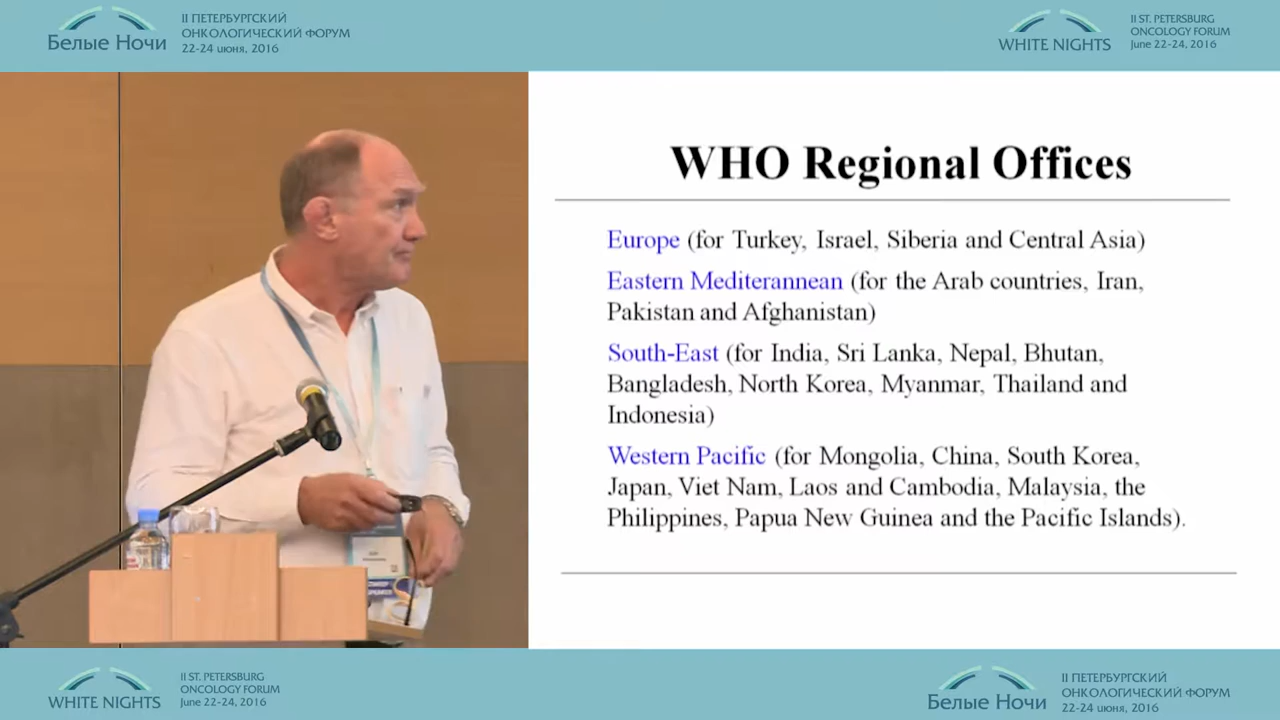 Белые Ночи
II ПЕТЕРБУРГСКИЙ
ОНКОЛОГИЧЕСКИЙ ФОРУМ
22-24 июня, 2016
WHITE NIGHTS
II ST. PETERSBURG
ONCOLOGY FORUM
June 22-24, 2016
WHO Regional Offices
Europe (for Turkey, Israel, Siberia and Central Asia)
Eastern Mediterannean (for the Arab countries, Iran,
Pakistan and Afghanistan)
South-East (for India, Sri Lanka, Nepal, Bhutan,
Bangladesh, North Korea, Myanmar, Thailand and
Indonesia)
Western Pacific (for Mongolia, China, South Korea,
Japan, Viet Nam, Laos and Cambodia, Malaysia, the
Philippines, Papua New Guinea and the Pacific Islands).
WHITE NIGHTS
II ST. PETERSBURG
ONCOLOGY FORUM
June 22-24, 2016
Белые Ночи
II ПЕТЕРБУРГСКИЙ
ОНКОЛОГИЧЕСКИЙ ФОРУМ
22-24 июня, 2016